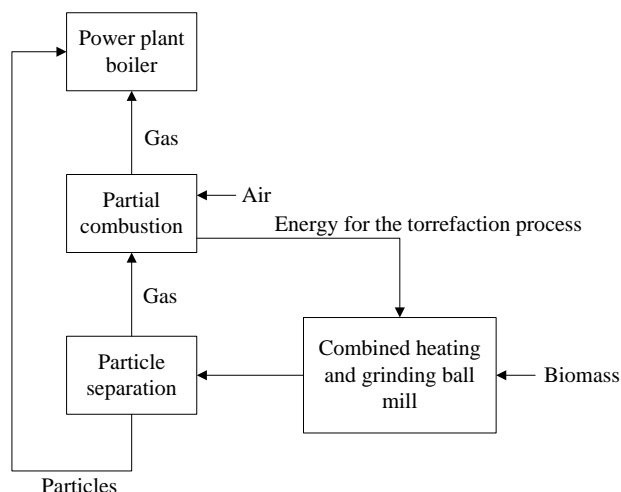 Power plant
boiler
Gas
Partial
combustion
Air
Energy for the torrefaction process
Gas
Particle
separation
Combined heating
and grinding ball
mill
Biomass
Particles